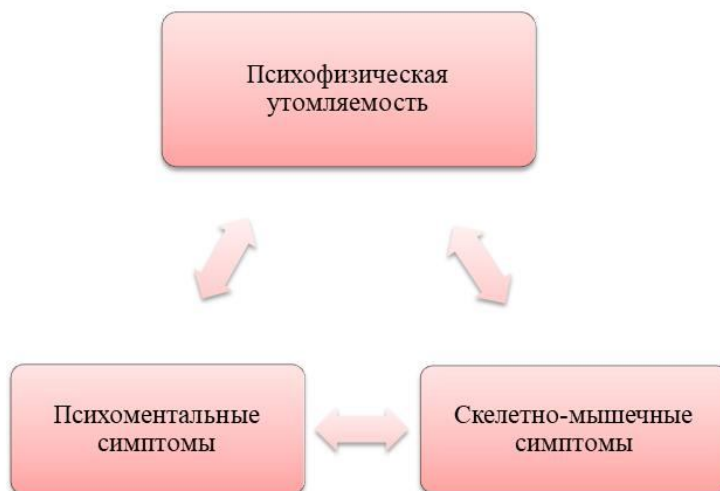 Психофизическая
утомляемость
Психоментальные
симптомы
Скелетно-мышечные
симптомы